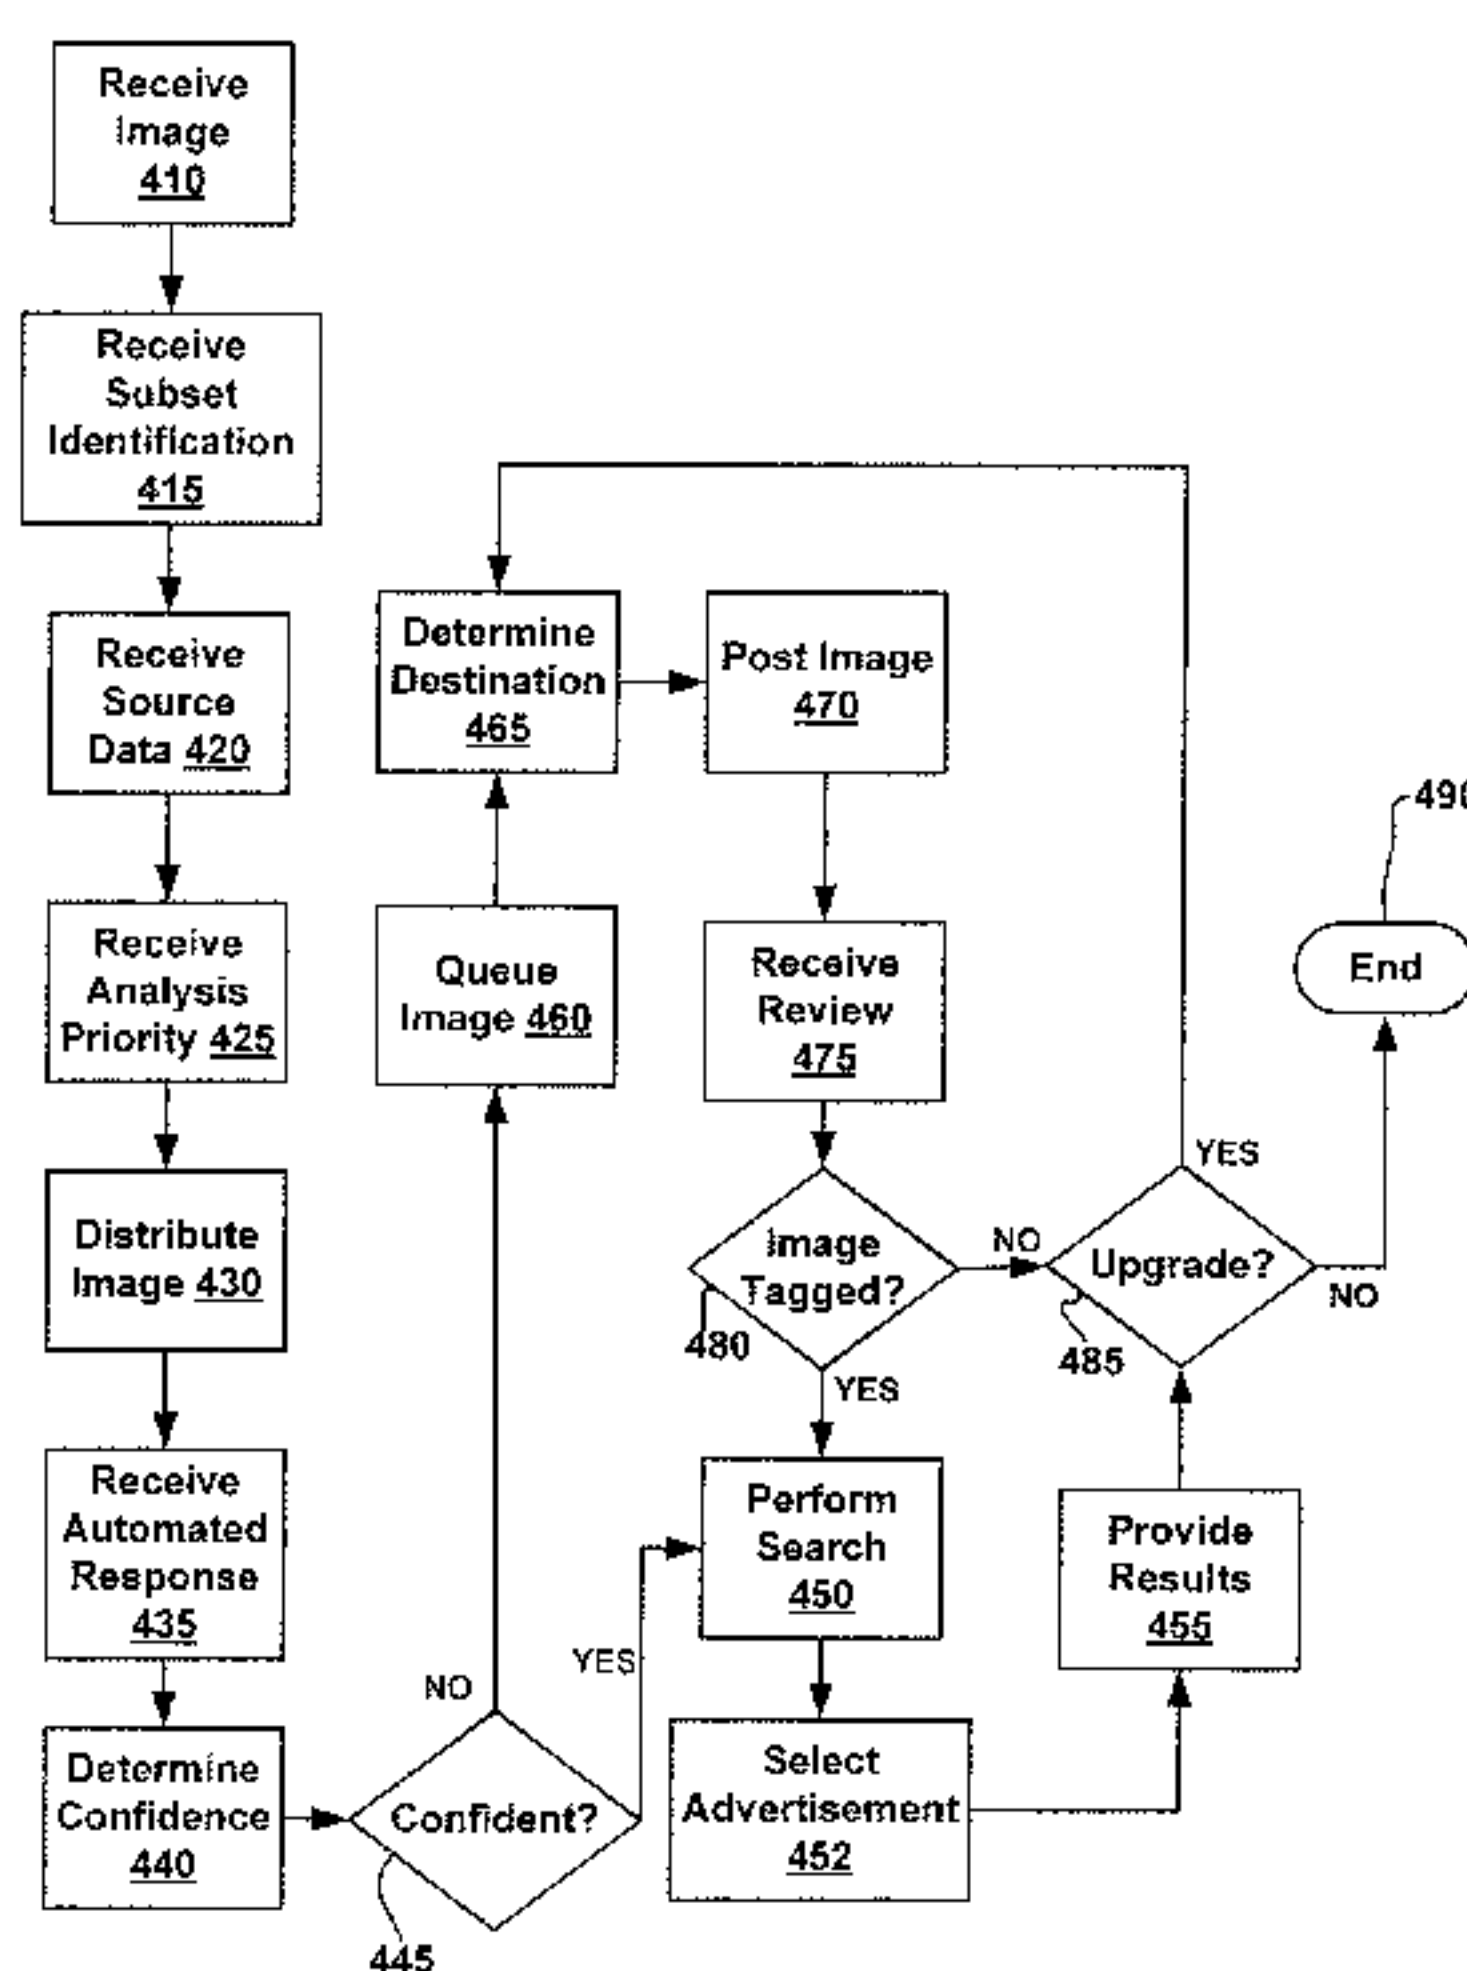 Receive
Image
410
Receive
Subset
Identification
415
Receive
Source
Data 420
Receive
Analysis
Priority 425
Distribute
Image 430
Receive
Automated
Response
435
Determine
Confidence
440
Confident?
445
NO
YES
Queue
Image 460
Determine
Destination
465
Post Image
470
Receive
Review
475
Image
Tagged?
480
NO
YES
Perform
Search
450
Select
Advertisement
452
Provide
Results
455
Upgrade?
485
YES
NO
End
490